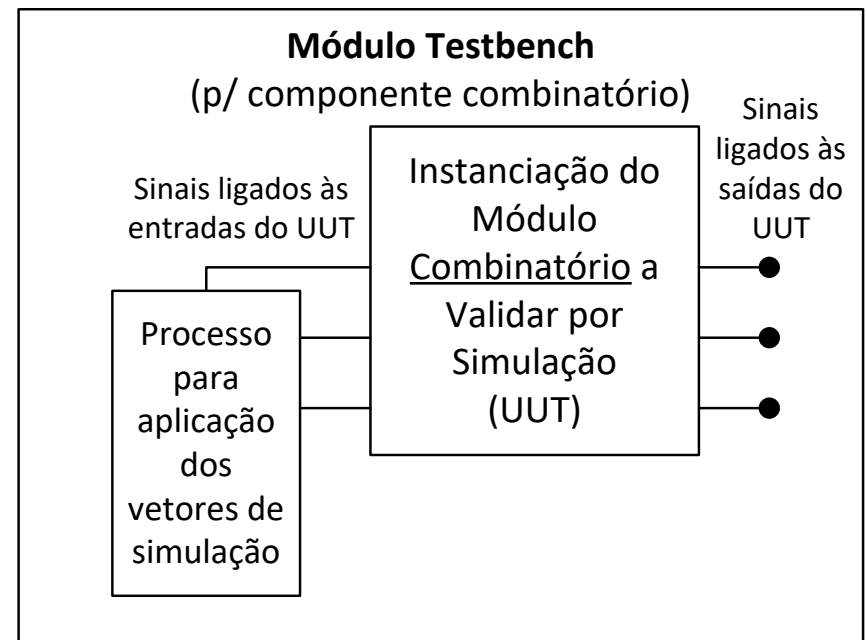 Módulo Testbench
(p/ componente combinatório)
Sinais
ligados às
saídas do
UUT
Sinais ligados às
entradas do UUT
Instanciação do
Módulo
Combinatório a
Validar por
Simulação
(UUT)
Processo
para
aplicação
dos
vetores de
simulação